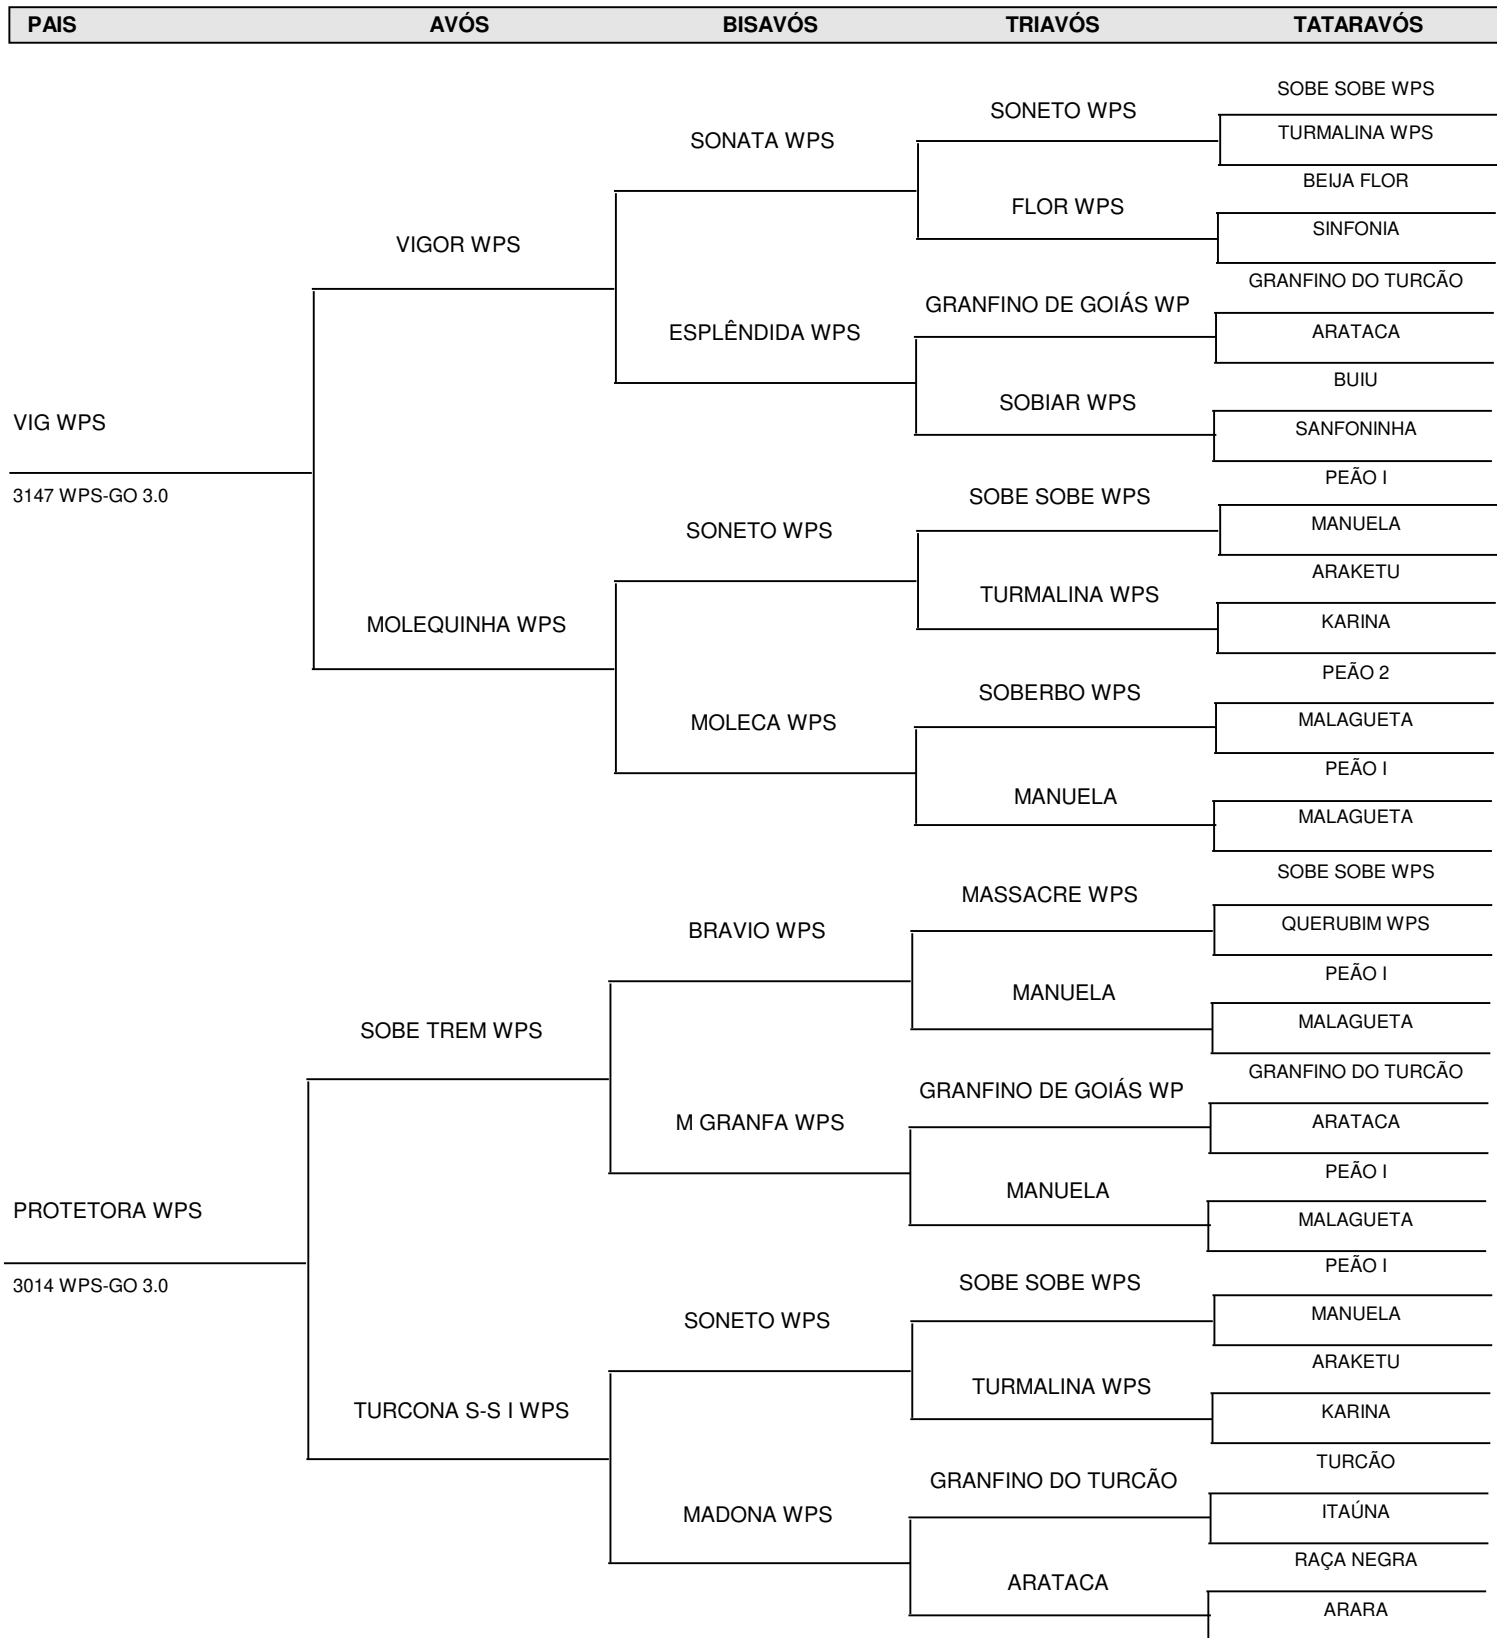 PAIS AVÓS BISAVÓS TRIAVÓS TATARAVÓS
SOBE SOBE WPS
SONETO WPS
TURMALINA WPS
SONATA WPS
BEIJA FLOR
FLOR WPS
SINFONIA
VIGOR WPS
GRANFINO DO TURCÃO
GRANFINO DE GOIÁS WP
ARATACA
ESPLÊNDIDA WPS
BUIU
SOBIAR WPS
VIG WPS
SANFONINHA
PEÃO I
3147 WPS-GO 3.0
SOBE SOBE WPS
MANUELA
SONETO WPS
ARAKETU
TURMALINA WPS
KARINA
MOLEQUINHA WPS
PEÃO 2
SOBERBO WPS
MALAGUETA
MOLECA WPS
PEÃO I
MANUELA
MALAGUETA
SOBE SOBE WPS
MASSACRE WPS
QUERUBIM WPS
BRAVIO WPS
PEÃO I
MANUELA
MALAGUETA
SOBE TREM WPS
GRANFINO DO TURCÃO
GRANFINO DE GOIÁS WP
ARATACA
M GRANFA WPS
PEÃO I
MANUELA
PROTETORA WPS
MALAGUETA
PEÃO I
3014 WPS-GO 3.0
SOBE SOBE WPS
MANUELA
SONETO WPS
ARAKETU
TURMALINA WPS
TURCONA S-S I WPS
KARINA
TURCÃO
GRANFINO DO TURCÃO
ITAÚNA
MADONA WPS
RAÇA NEGRA
ARATACA
ARARA